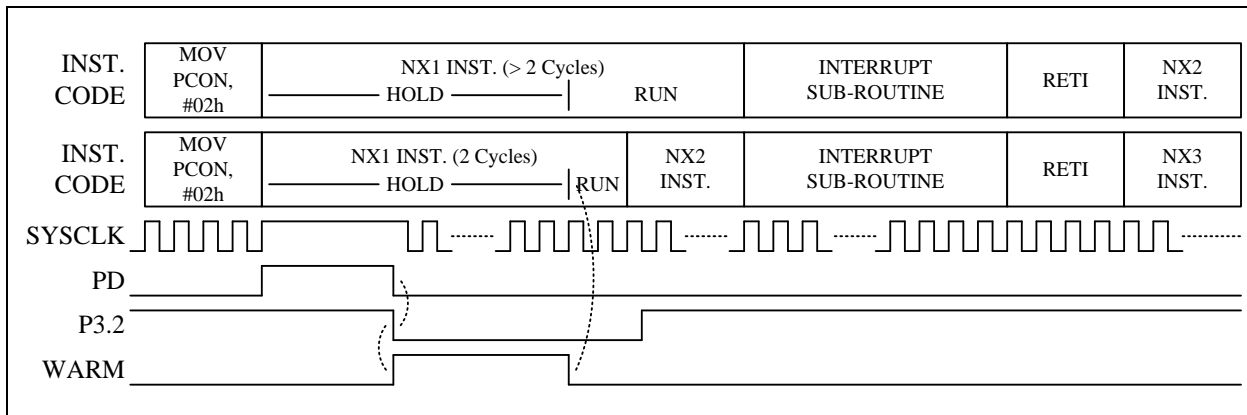 INST.
CODE
MOV
PCON,
#02h
NX1 INST. (> 2 Cycles)
HOLD
RUN
INTERRUPT
SUB-ROUTINE
RETI
NX2
INST.
INST.
CODE
MOV
PCON,
#02h
NX1 INST. (2 Cycles)
HOLD
RUN
NX2
INST.
INTERRUPT
SUB-ROUTINE
RETI
NX3
INST.
SYSCLK
PD
P3.2
WARM